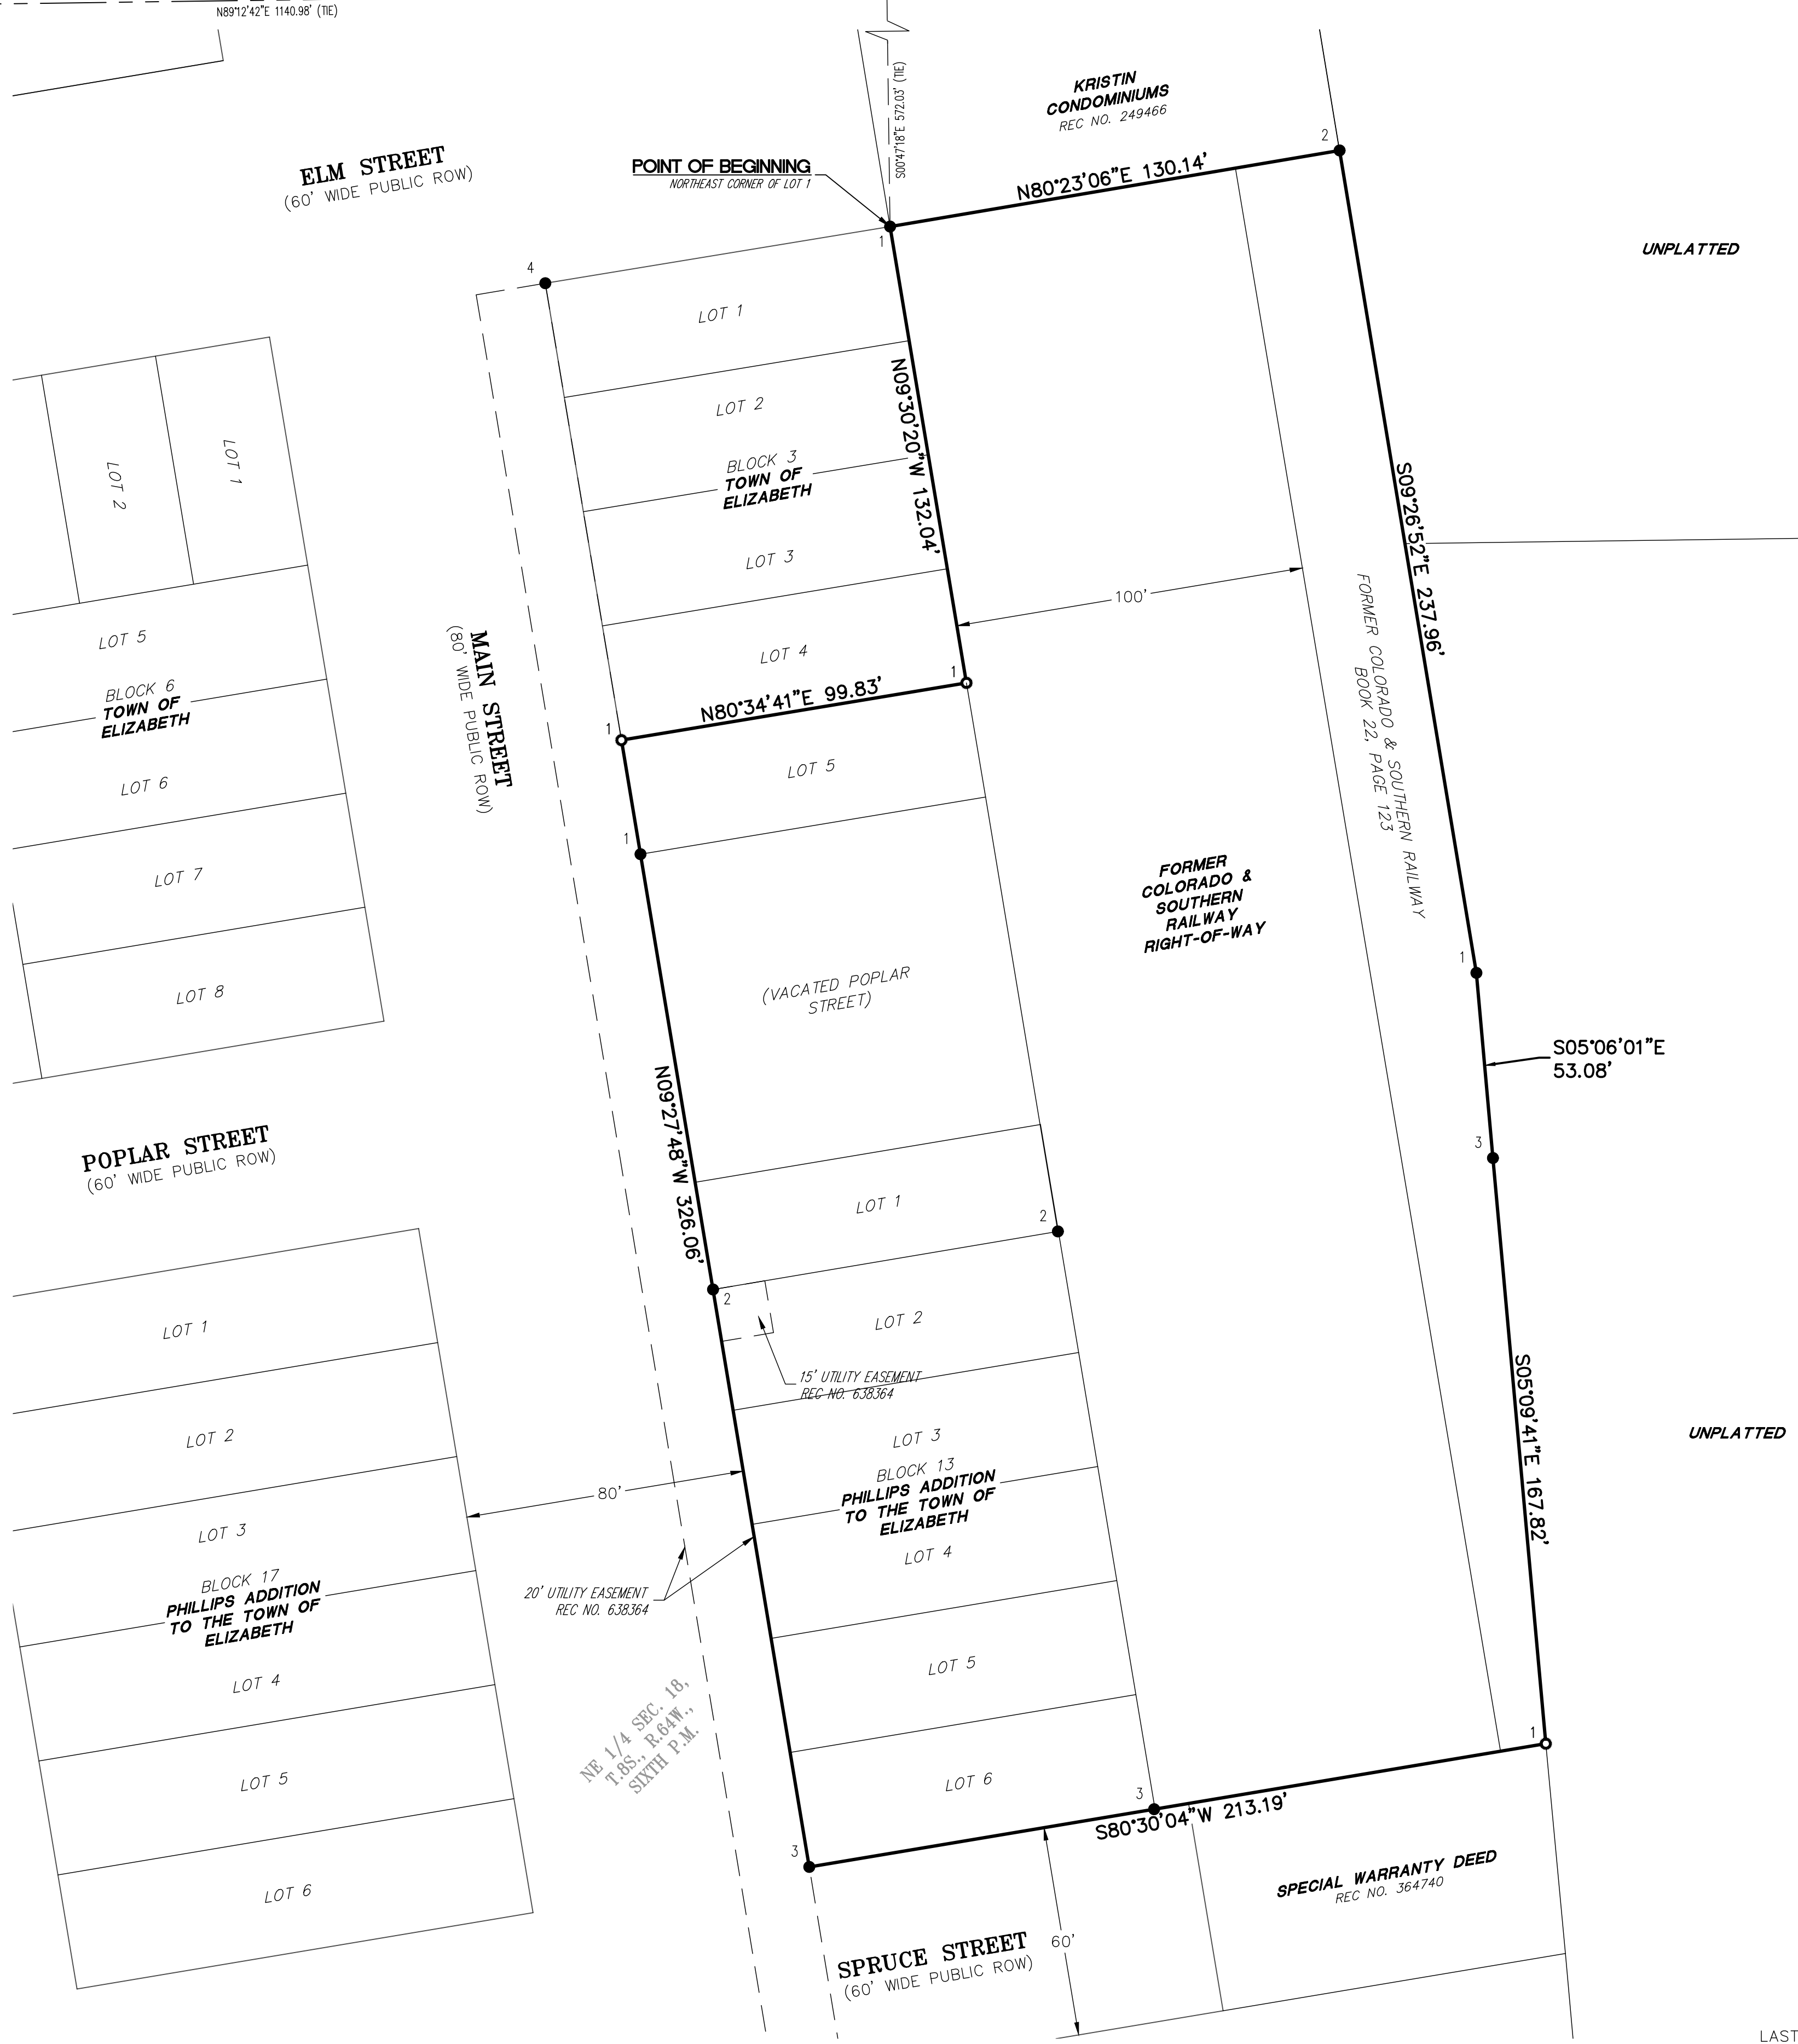 N89°12'42"E 1140.98' (TIE)
S00°47'18"E 572.03' (TIE)
KRISTIN
CONDOMINIUMS
REC NO. 249466
ELM STREET
(60' WIDE PUBLIC ROW)
POINT OF BEGINNING
NORTHEAST CORNER OF LOT 1
N80°23'06"E 130.14'
2
1
4
UNPLATTED
LOT 1
LOT 2
BLOCK 3
TOWN OF
ELIZABETH
LOT 3
LOT 4
N09°30'20"W 132.04'
100'
S09°26'52"E 237.96'
FORMER COLORADO & SOUTHERN RAILWAY
BOOK 22, PAGE 123
LOT 2
LOT 1
LOT 5
BLOCK 6
TOWN OF
ELIZABETH
LOT 6
LOT 7
LOT 8
MAIN STREET
(80' WIDE PUBLIC ROW)
1
N80°34'41"E 99.83'
1
LOT 5
1
(VACATED POPLAR
STREET)
FORMER
COLORADO &
SOUTHERN
RAILWAY
RIGHT-OF-WAY
1
S05°06'01"E
53.08'
3
POPLAR STREET
(60' WIDE PUBLIC ROW)
N09°27'48"W 326.06'
LOT 1
2
2
LOT 2
15' UTILITY EASEMENT
REC NO. 638364
LOT 3
BLOCK 13
PHILLIPS ADDITION
TO THE TOWN OF
ELIZABETH
LOT 4
LOT 5
LOT 6
S05°09'41"E 167.82'
UNPLATTED
LOT 1
LOT 2
LOT 3
BLOCK 17
PHILLIPS ADDITION
TO THE TOWN OF
ELIZABETH
LOT 4
LOT 5
LOT 6
80'
20' UTILITY EASEMENT
REC NO. 638364
NE 1/4 SEC. 18,
T.8S., R.64W.,
SIXTH P.M.
1
3
3
S80°30'04"W 213.19'
SPECIAL WARRANTY DEED
REC NO. 364740
SPRUCE STREET
(60' WIDE PUBLIC ROW)
60'
LAST